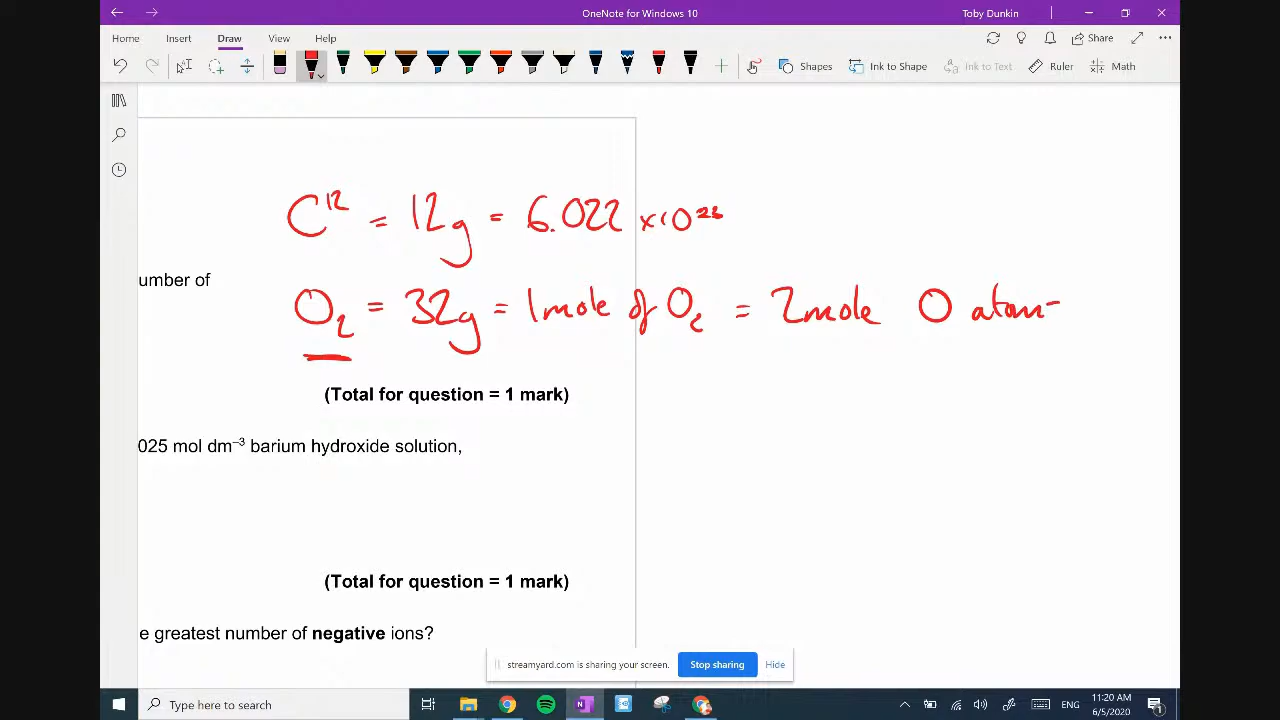 OneNote for Windows 10
Toby Dunkin
Home Insert Draw View Help
Share
Shapes Ink to Shape Ink to Text Ruler Math
C12 = 12g = 6.022 x10 23
umber of
O2 = 32g = 1mole of O2 = 2mole O atom
(Total for question = 1 mark)
025 mol dm–3 barium hydroxide solution,
(Total for question = 1 mark)
e greatest number of negative ions?
streamyard.com is sharing your screen. Stop sharing Hide
Type here to search
ENG
11:20 AM
6/5/2020
1